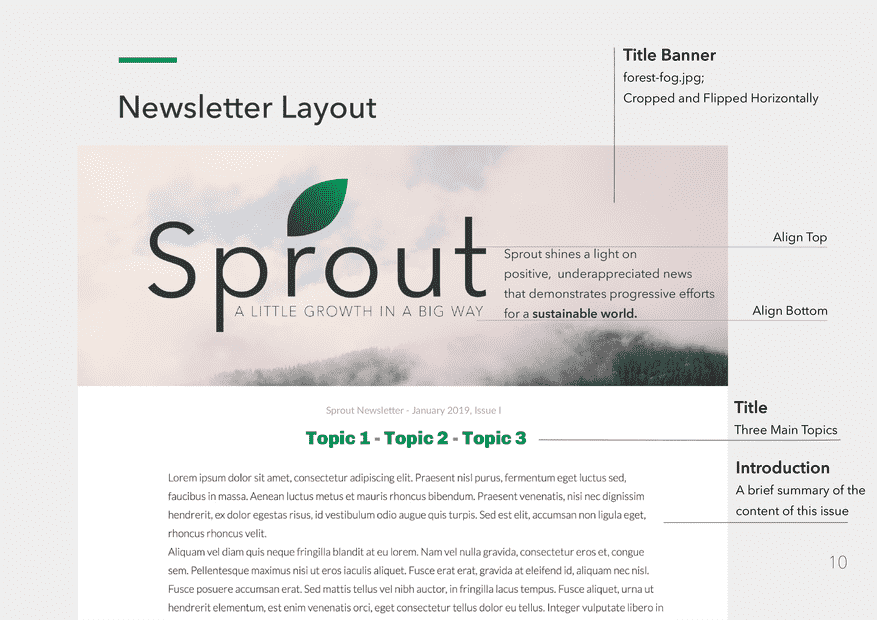 Newsletter Layout
Title Banner
forest-fog.jpg;
Cropped and Flipped Horizontally
Sprout
A LITTLE GROWTH IN A BIG WAY
Sprout shines a light on
positive, underappreciated news
that demonstrates progressive efforts
for a sustainable world.
Align Top
Align Bottom
Sprout Newsletter - January 2019, Issue I
Topic 1 - Topic 2 - Topic 3
Title
Three Main Topics
Introduction
A brief summary of the
content of this issue
Lorem ipsum dolor sit amet, consectetur adipiscing elit. Praesent nisl purus, fermentum eget luctus sed,
faucibus in massa. Aenean luctus metus et mauris rhoncus bibendum. Praesent venenatis, nisi nec dignissim
hendrerit, ex dolor egestas risus, id vestibulum odio augue quis turpis. Sed est elit, accumsan non ligula eget,
rhoncus rhoncus velit.
Aliquam vel diam quis neque fringilla blandit at eu lorem. Nam vel nulla gravida, consectetur eros et, congue
sem. Pellentesque maximus nisi ut eros iaculis aliquet. Fusce erat erat, gravida at eleifend id, aliquam nec nisl.
Fusce posuere accumsan erat. Sed mattis tellus vel nibh auctor, in fringilla lacus tempus. Fusce aliquet, urna ut
hendrerit elementum, est enim venenatis orci, eget consectetur tellus dolor eu tellus. Integer vulputate libero in
10